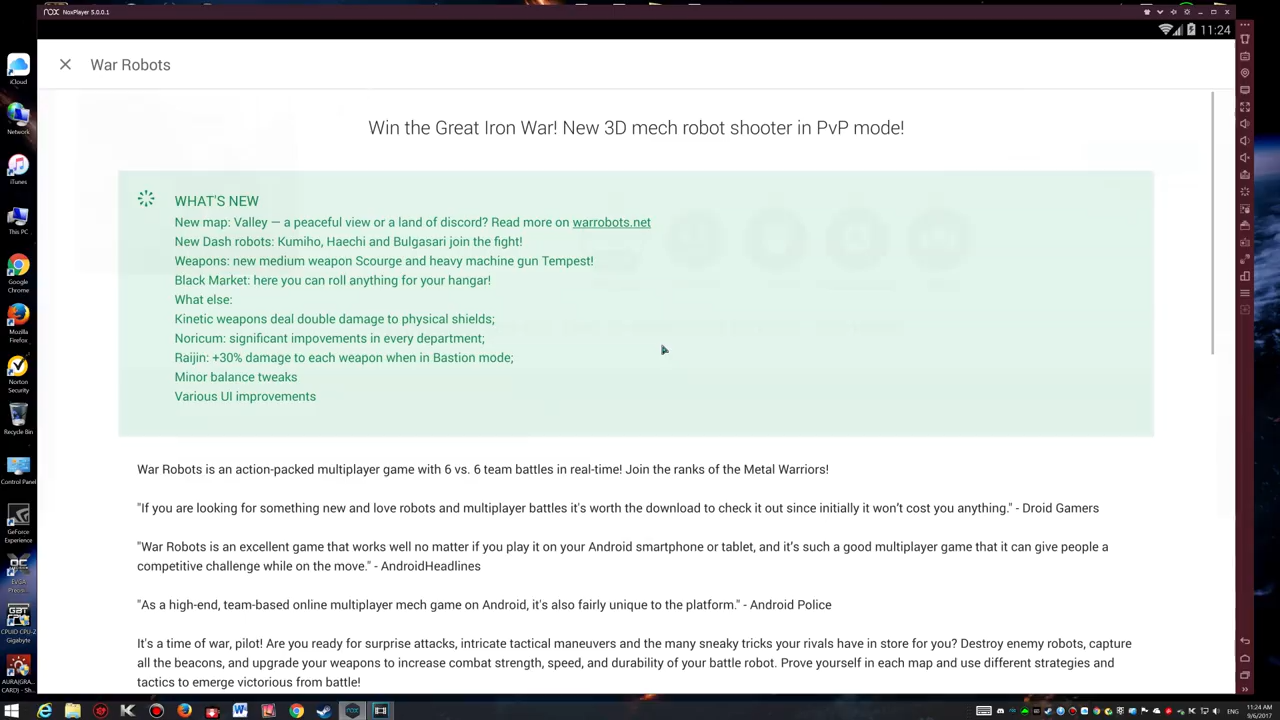 nox NoxPlayer 5.0.0.1
11:24
War Robots
Win the Great Iron War! New 3D mech robot shooter in PvP mode!
WHAT'S NEW
New map: Valley — a peaceful view or a land of discord? Read more on warrobots.net
New Dash robots: Kumiho, Haechi and Bulgasari join the fight!
Weapons: new medium weapon Scourge and heavy machine gun Tempest!
Black Market: here you can roll anything for your hangar!
What else:
Kinetic weapons deal double damage to physical shields;
Noricum: significant impovements in every department;
Raijin: +30% damage to each weapon when in Bastion mode;
Minor balance tweaks
Various UI improvements
War Robots is an action-packed multiplayer game with 6 vs. 6 team battles in real-time! Join the ranks of the Metal Warriors!
"If you are looking for something new and love robots and multiplayer battles it's worth the download to check it out since initially it won't cost you anything." - Droid Gamers
"War Robots is an excellent game that works well no matter if you play it on your Android smartphone or tablet, and it's such a good multiplayer game that it can give people a
competitive challenge while on the move." - AndroidHeadlines
"As a high-end, team-based online multiplayer mech game on Android, it's also fairly unique to the platform." - Android Police
It's a time of war, pilot! Are you ready for surprise attacks, intricate tactical maneuvers and the many sneaky tricks your rivals have in store for you? Destroy enemy robots, capture
all the beacons, and upgrade your weapons to increase combat strength, speed, and durability of your battle robot. Prove yourself in each map and use different strategies and
tactics to emerge victorious from battle!
iCloud
Network
iTunes
This PC
Google
Chrome
Mozilla
Firefox
Norton
Security
Recycle Bin
Control Panel
GeForce
Experience
EVGA
Preci...
CPUID CPU-Z
Gigabyte
AURA(GRA...
CARD) - Sh...
ENG
11:24 AM
9/6/2017